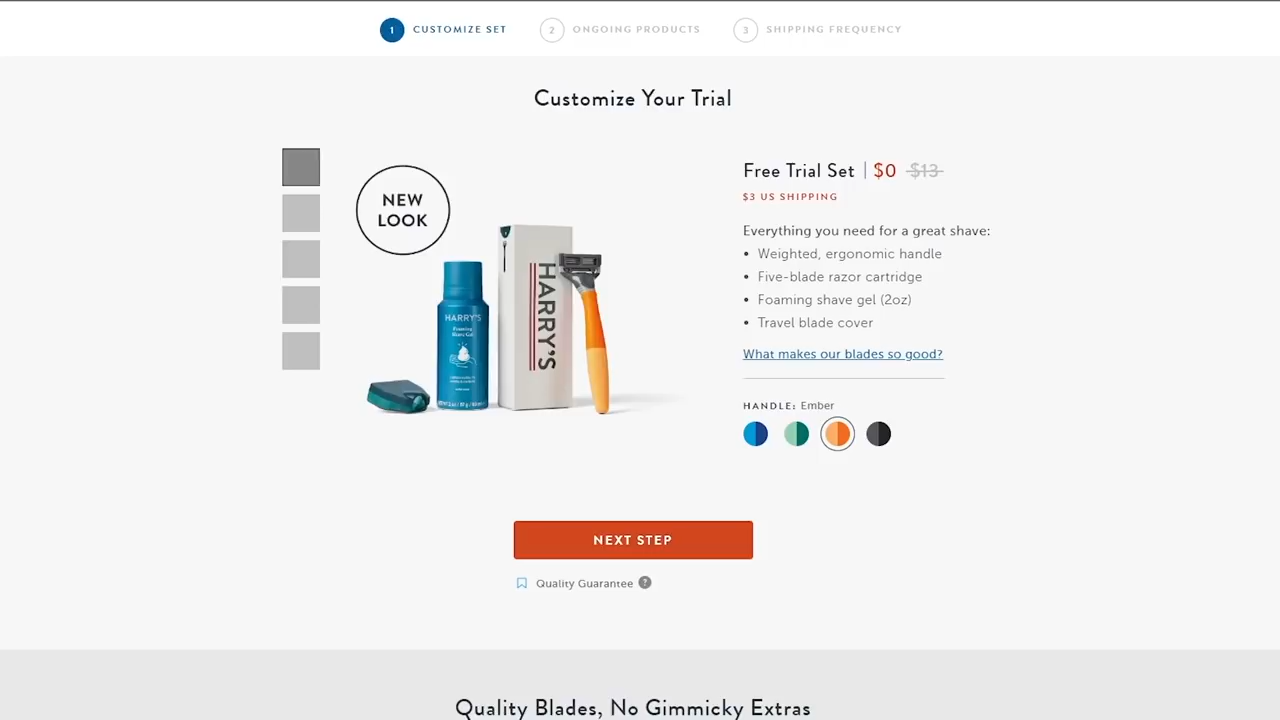 1 CUSTOMIZE SET 2 ONGOING PRODUCTS 3 SHIPPING FREQUENCY
Customize Your Trial
NEW
LOOK
HARRY'S
Foaming
Shave Gel
HARRY'S
Free Trial Set | $0 $13
$3 US SHIPPING
Everything you need for a great shave:
• Weighted, ergonomic handle
• Five-blade razor cartridge
• Foaming shave gel (2oz)
• Travel blade cover
What makes our blades so good?
HANDLE: Ember
NEXT STEP
Quality Guarantee ?
Quality Blades, No Gimmicky Extras